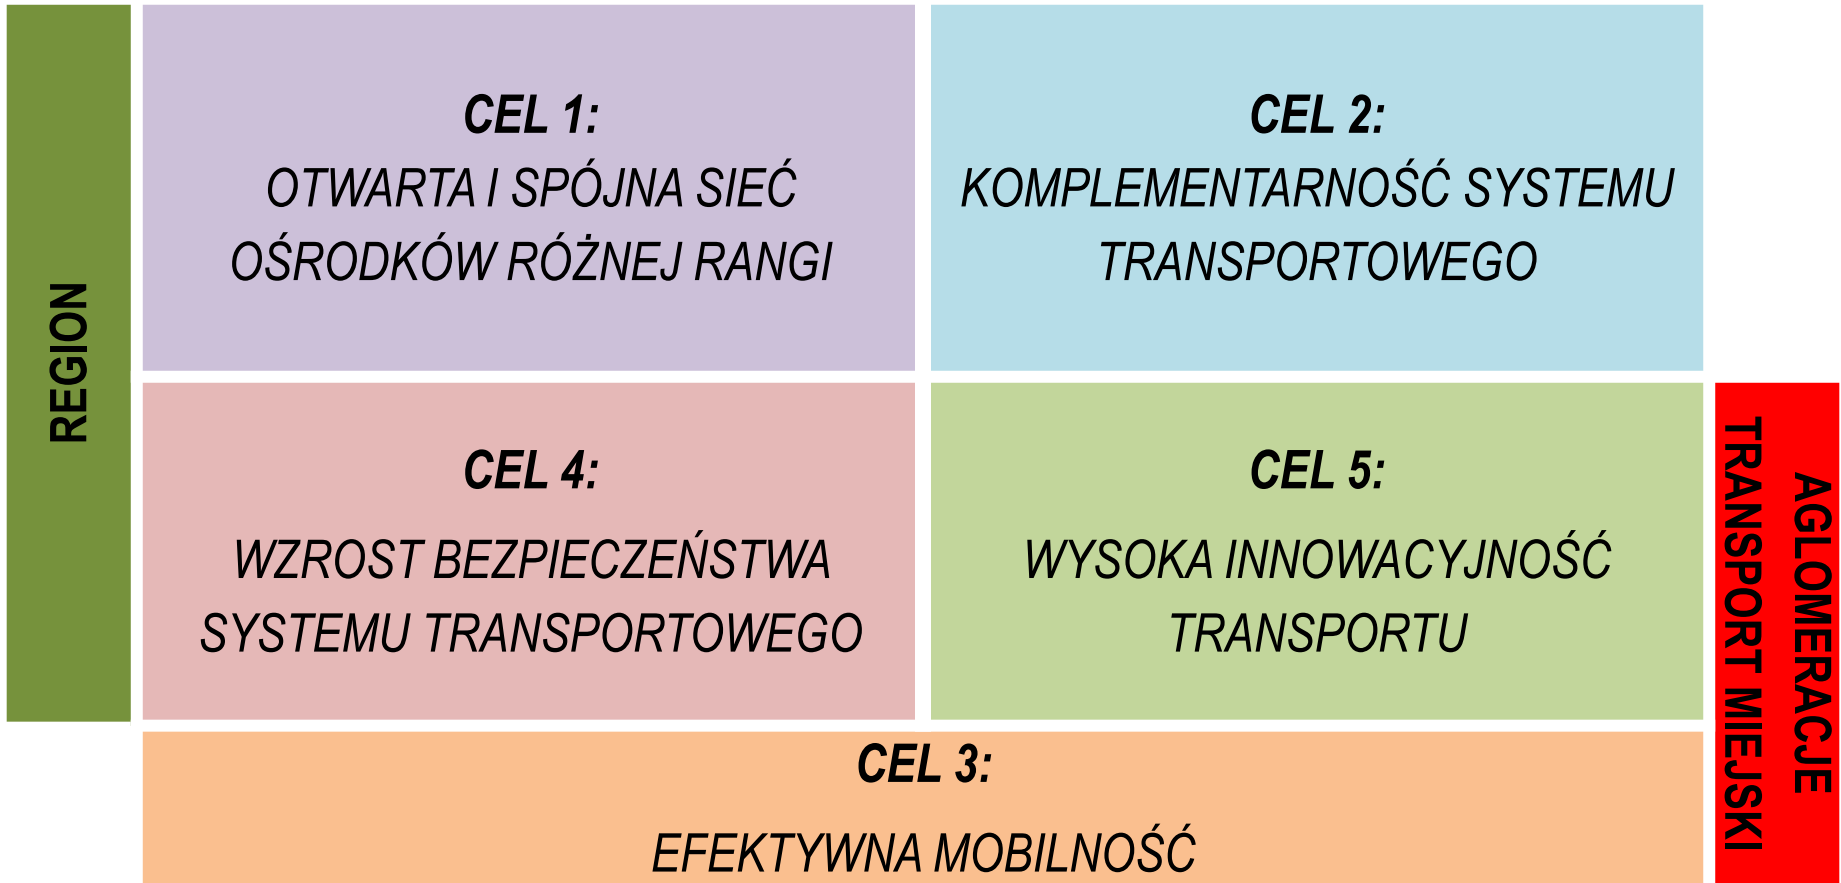 REGION
CEL 1:
OTWARTA I SPÓJNA SIEĆ
OŚRODKÓW RÓŻNEJ RANGI
CEL 2:
KOMPLEMENTARNOŚĆ SYSTEMU
TRANSPORTOWEGO
CEL 4:
WZROST BEZPIECZEŃSTWA
SYSTEMU TRANSPORTOWEGO
CEL 5:
WYSOKA INNOWACYJNOŚĆ
TRANSPORTU
AGLOMERACJE
TRANSPORT MIEJSKI
CEL 3:
EFEKTYWNA MOBILNOŚĆ